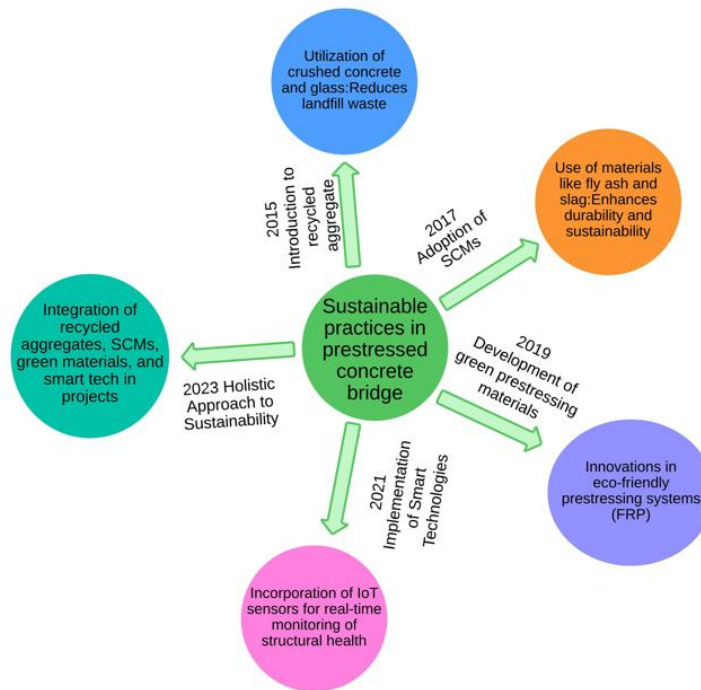 Utilization of
crushed concrete
and glass:Reduces
landfill waste
2015
Introduction to
recycled
aggregate
2017
Adoption of
SCMs
Use of materials
like fly ash and
slag:Enhances
durability and
sustainability
Sustainable
practices in
prestressed
concrete
bridge
2019
Development of
green prestressing
materials
Innovations in
eco-friendly
prestressing systems
(FRP)
2021
Implementation
of Smart
Technologies
Incorporation of IoT
sensors for real-time
monitoring of
structural health
2023 Holistic
Approach to
Sustainability
Integration of
recycled
aggregates, SCMs,
green materials, and
smart tech in
projects